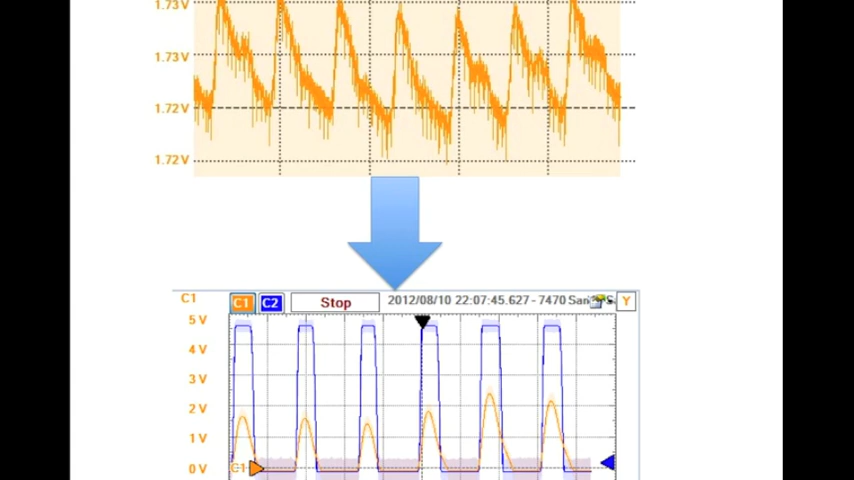 1.73V
1.73V
1.72V
1.72V
C1 C1 C2 Stop 2012/08/10 22:07:45.627 - 7470 Y
5 V
4 V
3 V
2 V
1 V
0 V C1